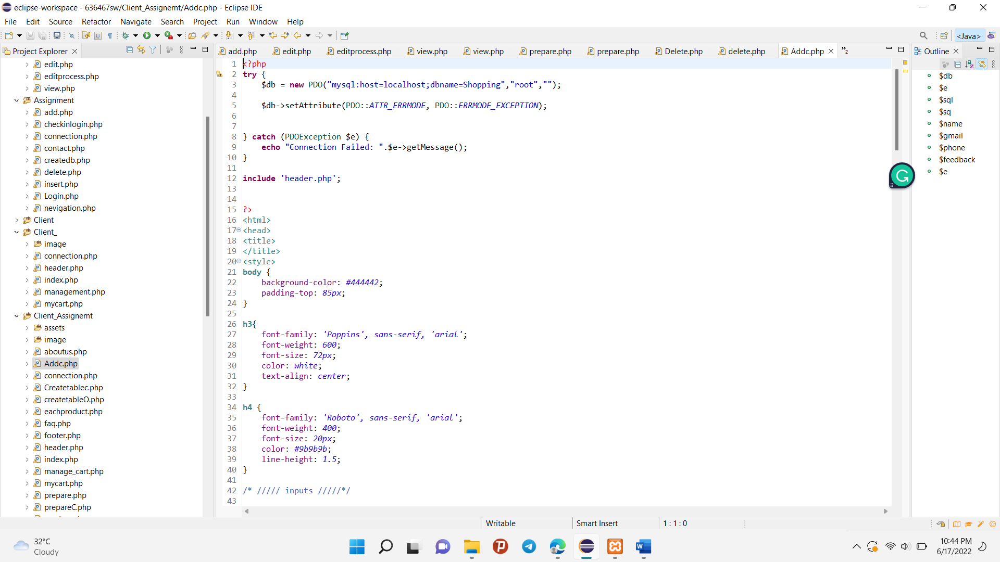 eclipse-workspace - 636467sw/Client_Assignemt/Addc.php - Eclipse IDE
File Edit Source Refactor Navigate Search Project Run Window Help
<Java>
Project Explorer
edit.php
editprocess.php
view.php
Assignment
add.php
checkinlogin.php
connection.php
contact.php
createdb.php
delete.php
insert.php
Login.php
nevigation.php
Client
Client_
image
connection.php
header.php
index.php
management.php
mycart.php
Client_Assignemt
assets
image
aboutus.php
Addc.php
connection.php
Createtablec.php
createtableO.php
eachproduct.php
faq.php
footer.php
header.php
index.php
manage_cart.php
mycart.php
prepare.php
prepareC.php
add.php edit.php editprocess.php view.php view.php prepare.php prepare.php Delete.php delete.php Addc.php »2
1 <?php
2 try {
3 $db = new PDO("mysql:host=localhost;dbname=Shopping","root","");
4
5 $db->setAttribute(PDO::ATTR_ERRMODE, PDO::ERRMODE_EXCEPTION);
6
7
8 } catch (PDOException $e) {
9 echo "Connection Failed: ".$e->getMessage();
10 }
11
12 include 'header.php';
13
14
15 ?>
16 <html>
17 <head>
18 <title>
19 </title>
20 <style>
21 body {
22 background-color: #444442;
23 padding-top: 85px;
24 }
25
26 h3{
27 font-family: 'Poppins', sans-serif, 'arial';
28 font-weight: 600;
29 font-size: 72px;
30 color: white;
31 text-align: center;
32 }
33
34 h4 {
35 font-family: 'Roboto', sans-serif, 'arial';
36 font-weight: 400;
37 font-size: 20px;
38 color: #9b9b9b;
39 line-height: 1.5;
40 }
41
42 /* ///// inputs /////*/
43
Outline
$db
$e
$sql
$sq
$name
$gmail
$phone
$feedback
$e
Writable Smart Insert 1 : 1 : 0
32°C
Cloudy
10:44 PM
6/17/2022